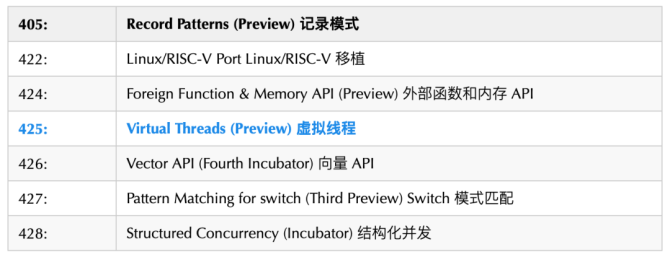 405: Record Patterns (Preview) 记录模式
422: Linux/RISC-V Port Linux/RISC-V 移植
424: Foreign Function & Memory API (Preview) 外部函数和内存 API
425: Virtual Threads (Preview) 虚拟线程
426: Vector API (Fourth Incubator) 向量 API
427: Pattern Matching for switch (Third Preview) Switch 模式匹配
428: Structured Concurrency (Incubator) 结构化并发